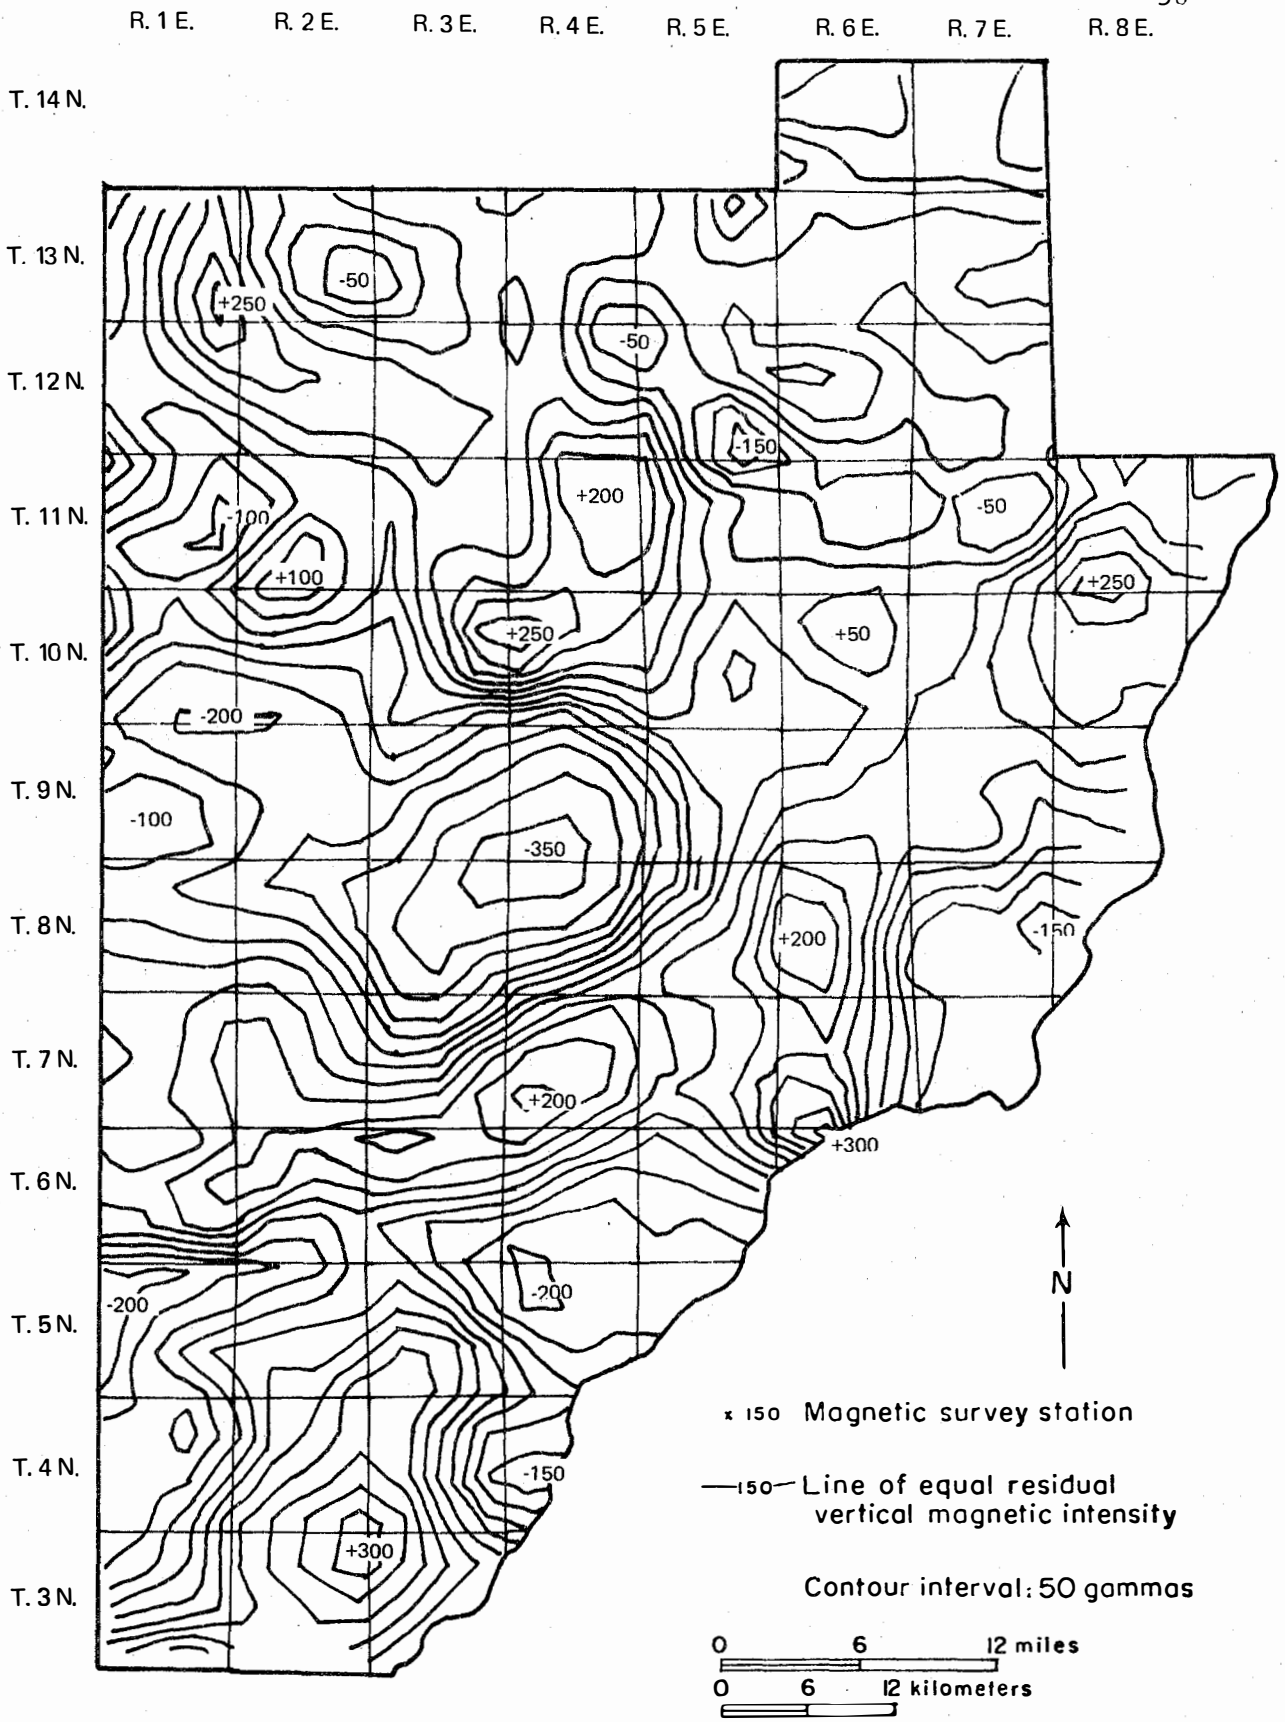 R. 1 E. R. 2 E. R. 3 E. R. 4 E. R. 5 E. R. 6 E. R. 7 E. R. 8 E.
T. 14 N.
T. 13 N.
-50
+250
-50
T. 12 N.
-150
+200
-50
T. 11 N.
-100
+100
+250
+250
+50
T. 10 N.
-200
T. 9 N.
-100
-350
T. 8 N.
+200
-150
T. 7 N.
+200
+300
T. 6 N.
N
-200
-200
T. 5 N.
x 150 Magnetic survey station
T. 4 N.
-150
—150— Line of equal residual
vertical magnetic intensity
+300
Contour interval: 50 gammas
T. 3 N.
0 6 12 miles
0 6 12 kilometers